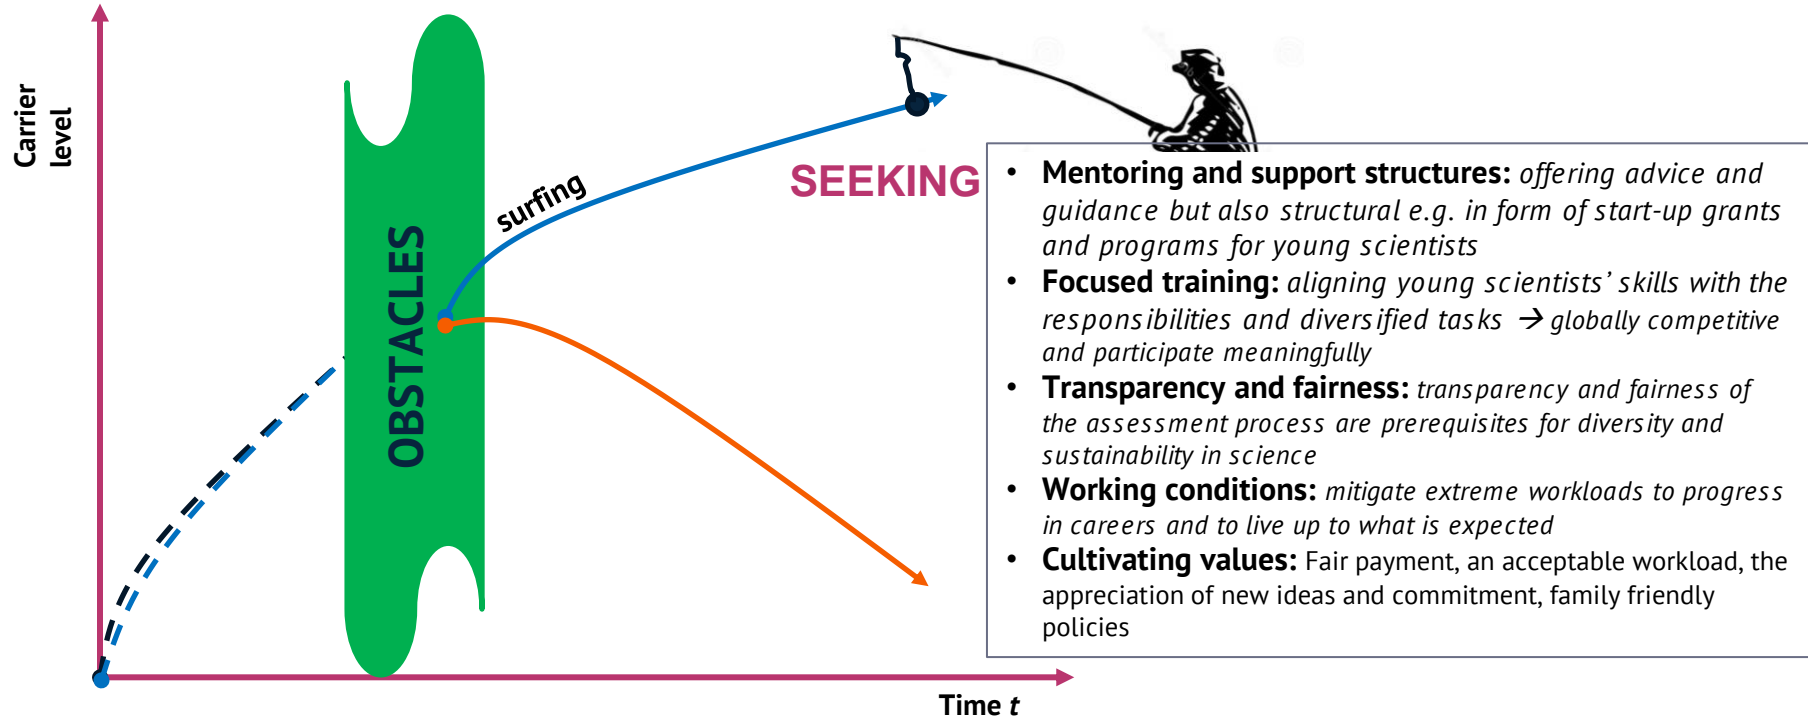 Carrier
level
OBSTACLES
surfing
SEEKING
• Mentoring and support structures: offering advice and
guidance but also structural e.g. in form of start-up grants
and programs for young scientists
• Focused training: aligning young scientists’ skills with the
responsibilities and diversified tasks → globally competitive
and participate meaningfully
• Transparency and fairness: transparency and fairness of
the assessment process are prerequisites for diversity and
sustainability in science
• Working conditions: mitigate extreme workloads to progress
in careers and to live up to what is expected
• Cultivating values: Fair payment, an acceptable workload, the
appreciation of new ideas and commitment, family friendly
policies
Time t